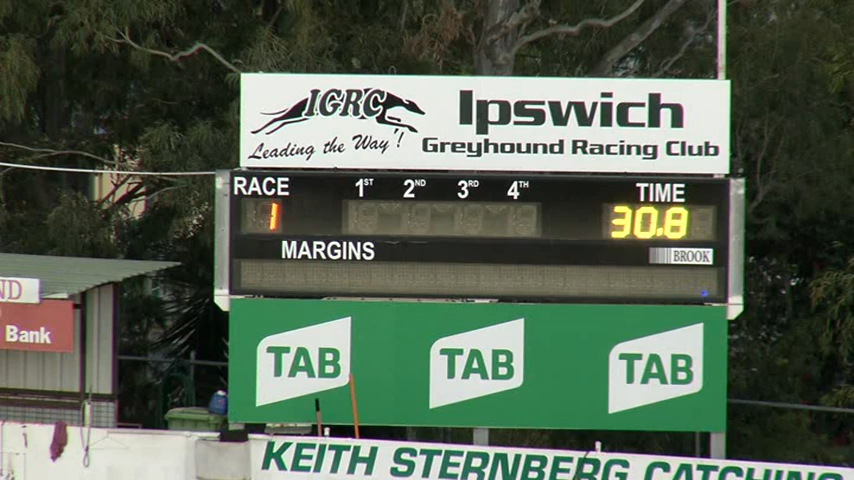 IGRC
Leading the Way'!
Ipswich
Greyhound Racing Club
RACE 1ST 2ND 3RD 4TH TIME
1 30.8
MARGINS BROOK
ND
Bank
TAB TAB TAB
KEITH STERNBERG CATCHING